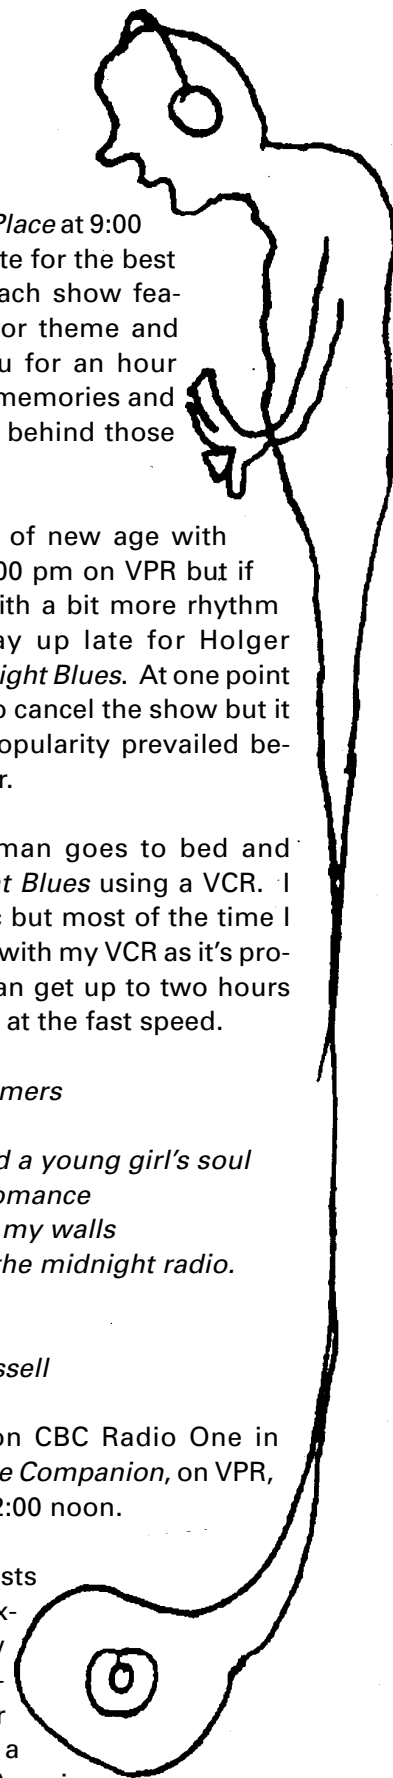 Place at 9:00
te for the best
ach show fea-
or theme and
u for an hour
memories and
behind those
of new age with
00 pm on VPR but if
ith a bit more rhythm
ay up late for Holger
ight Blues. At one point
o cancel the show but it
opularity prevailed be-
r.
man goes to bed and
t Blues using a VCR. I
c but most of the time I
with my VCR as it's pro-
an get up to two hours
at the fast speed.
mers
d a young girl's soul
omance
my walls
the midnight radio.
ssell
on CBC Radio One in
e Companion, on VPR,
2:00 noon.
sts
x-
y
-
r
a